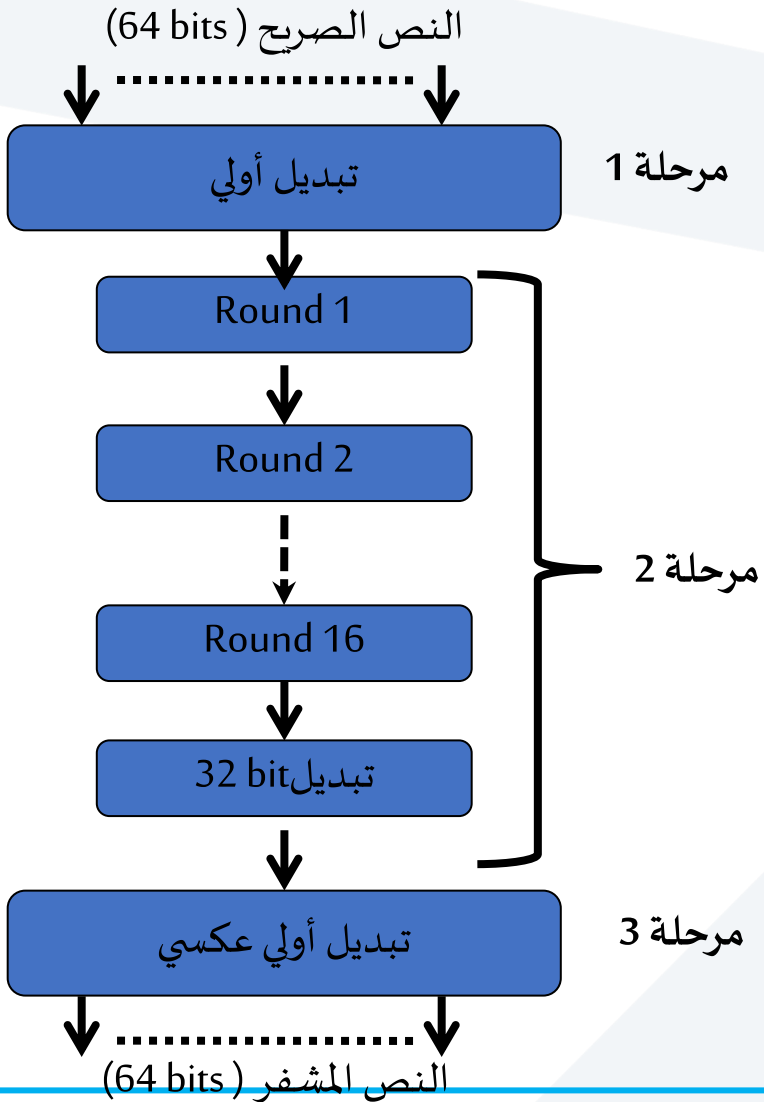 النص الصريح ( 64 bits)
تبديل أولي
مرحلة 1
Round 1
Round 2
مرحلة 2
Round 16
تبديل32 bit
تبديل أولي عكسي
مرحلة 3
النص المشفر ( 64 bits)